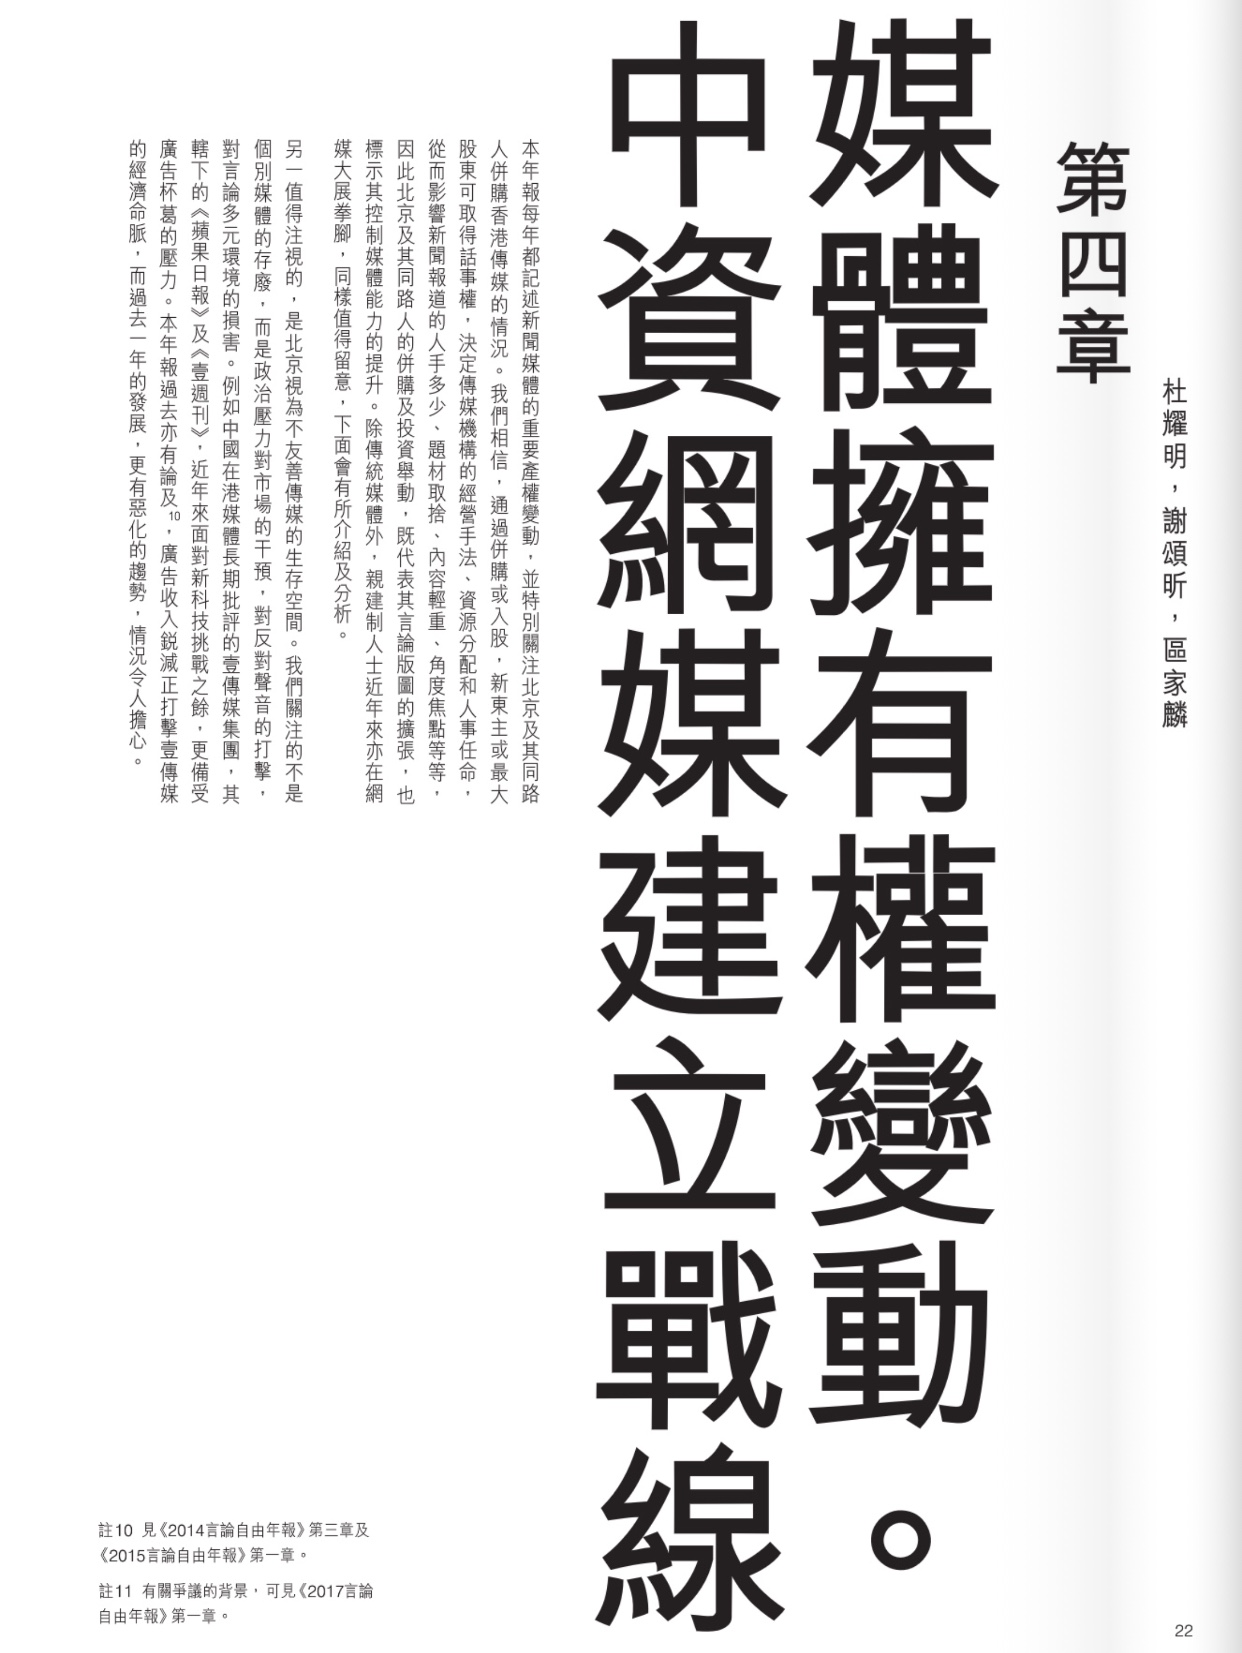 杜耀明，謝頌昕，區家麟
第四章
媒體擁有權變動。
中資網媒建立戰線
本年報每年都記述新聞媒體的重要產權變動，並特別關注北京及其同路
人併購香港傳媒的情況。我們相信，通過併購或入股，新東主或最大
股東可取得話事權，決定傳媒機構的經營手法、資源分配和人事任命，
從而影響新聞報道的人手多少、題材取捨、內容輕重、角度焦點等等，
因此北京及其同路人的併購及投資舉動，既代表其言論版圖的擴張，也
標示其控制媒體能力的提升。除傳統媒體外，親建制人士近年來亦在網
媒大展拳腳，同樣值得留意，下面會有所介紹及分析。
另一值得注視的，是北京視為不友善傳媒的生存空間。我們關注的不是
個別媒體的存廢，而是政治壓力對市場的干預，對反對聲音的打擊，
對言論多元環境的損害。例如中國在港媒體長期批評的壹傳媒集團，其
轄下的《蘋果日報》及《壹週刊》，近年來面對新科技挑戰之餘，更備受
廣告杯葛的壓力。本年報過去亦有論及10，廣告收入鋭減正打擊壹傳媒
的經濟命脈，而過去一年的發展，更有惡化的趨勢，情況令人擔心。
註10 見《2014言論自由年報》第三章及
《2015言論自由年報》第一章。
註11 有關爭議的背景，可見《2017言論
自由年報》第一章。
22